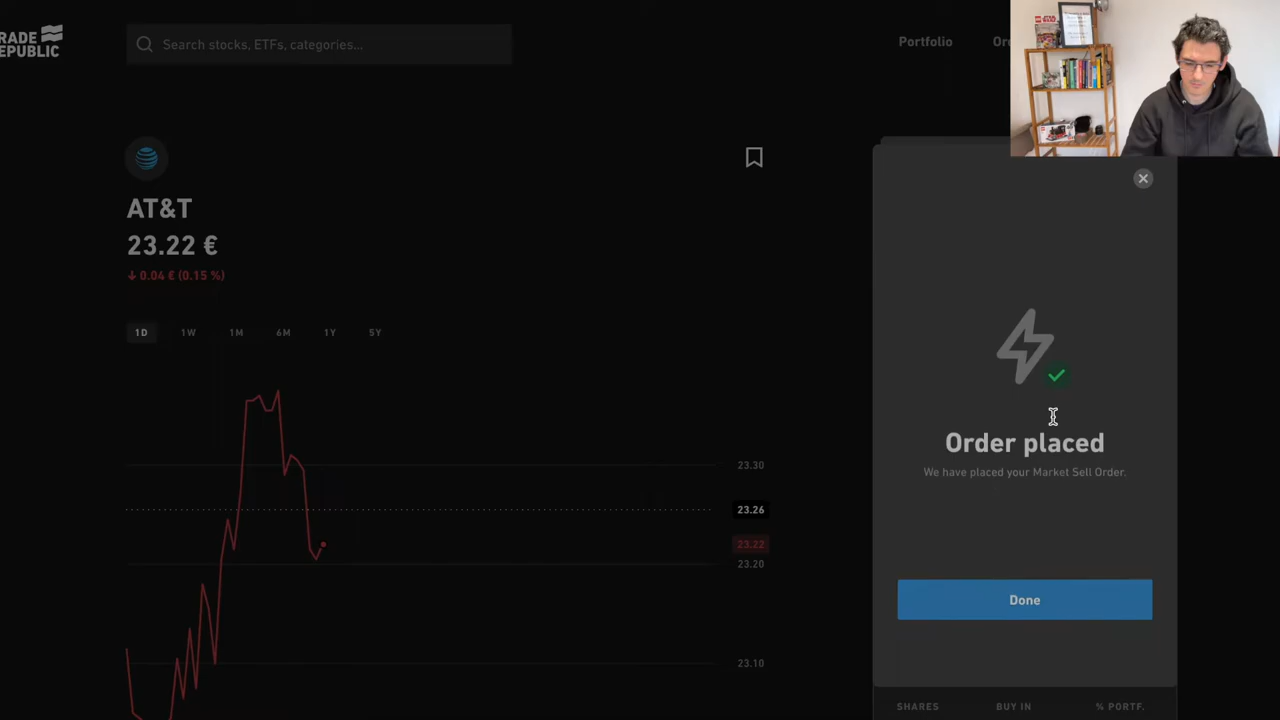 RADE
EPUBLIC
Search stocks, ETFs, categories...
Portfolio
Or
AT&T
23.22 €
↓ 0.04 € (0.15 %)
1D 1W 1M 6M 1Y 5Y
23.30
23.26
23.22
23.20
23.10
Order placed
We have placed your Market Sell Order.
Done
SHARES BUY IN % PORTF.